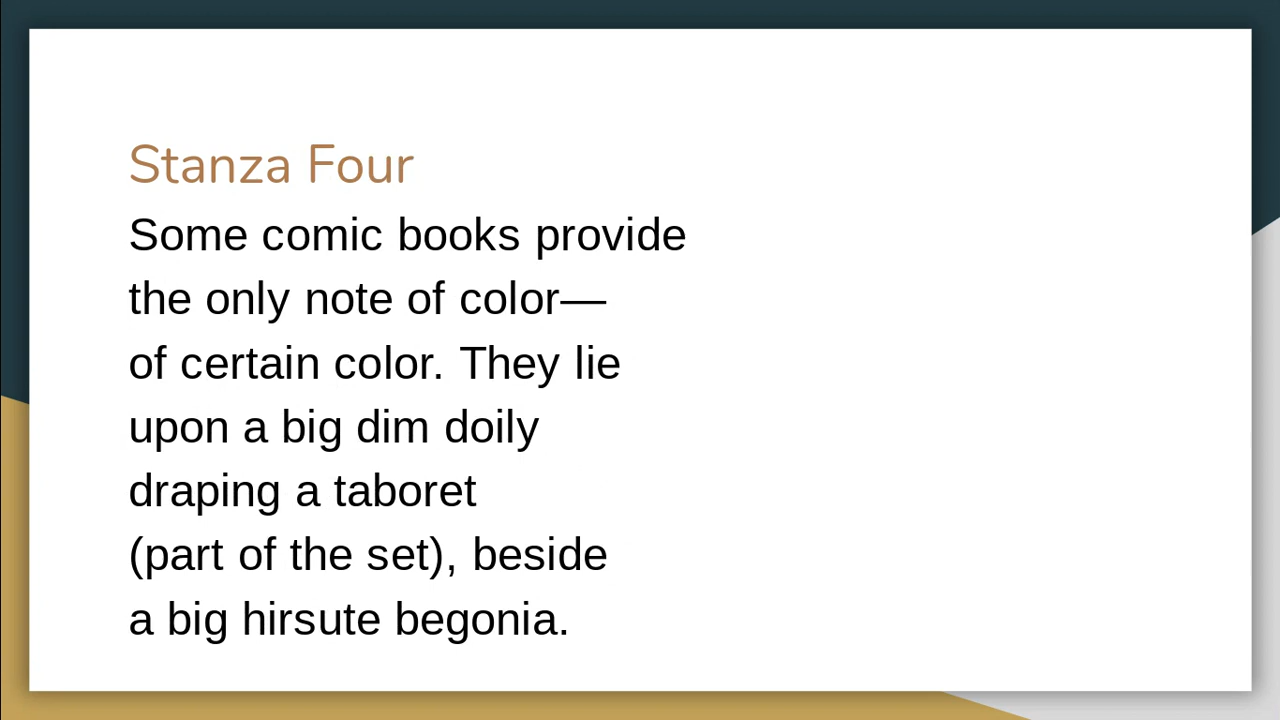 Stanza Four
Some comic books provide
the only note of color—
of certain color. They lie
upon a big dim doily
draping a taboret
(part of the set), beside
a big hirsute begonia.